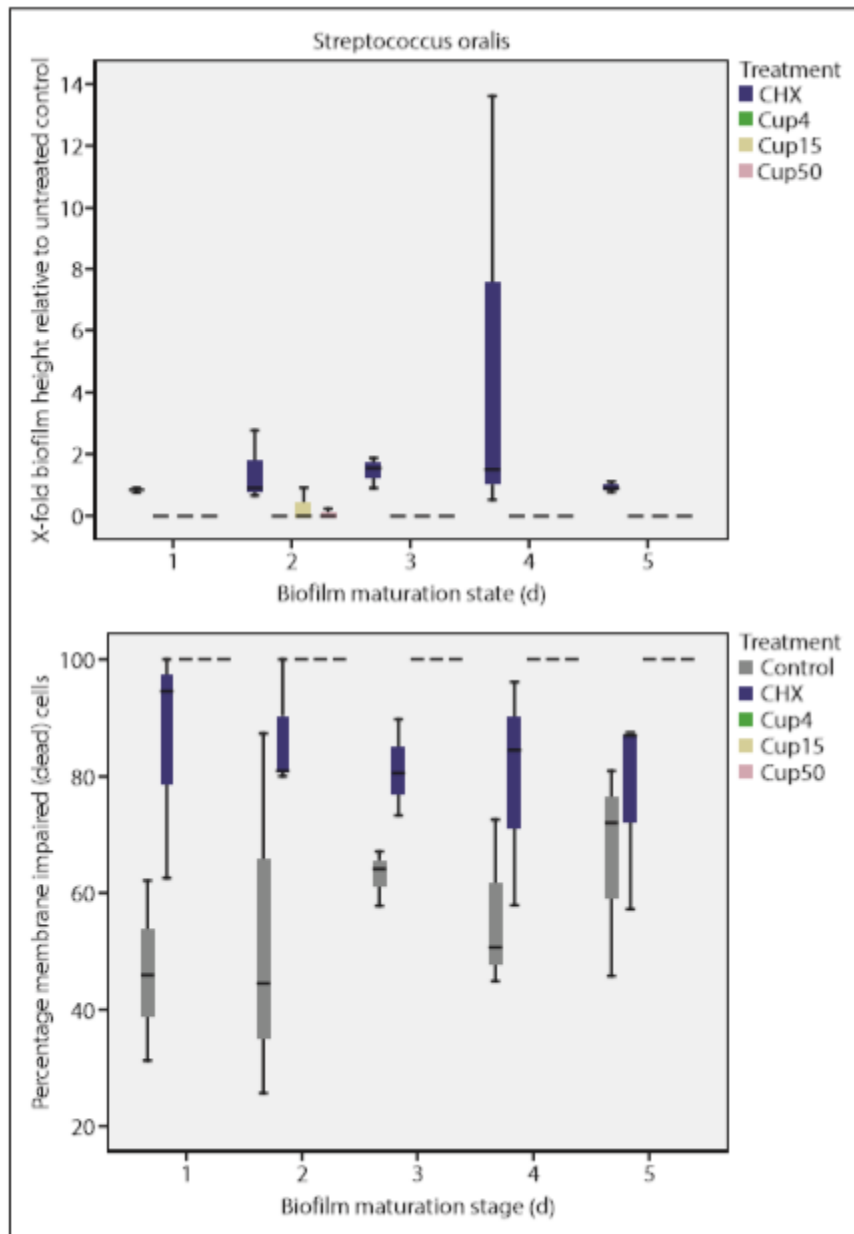 Streptococcus oralis
X-fold biofilm height relative to untreated control
14
12
10
8
6
4
2
0
1 2 3 4 5
Biofilm maturation state (d)
Treatment
CHX
Cup4
Cup15
Cup50
Percentage membrane impaired (dead) cells
100
80
60
40
20
1 2 3 4 5
Biofilm maturation stage (d)
Treatment
Control
CHX
Cup4
Cup15
Cup50